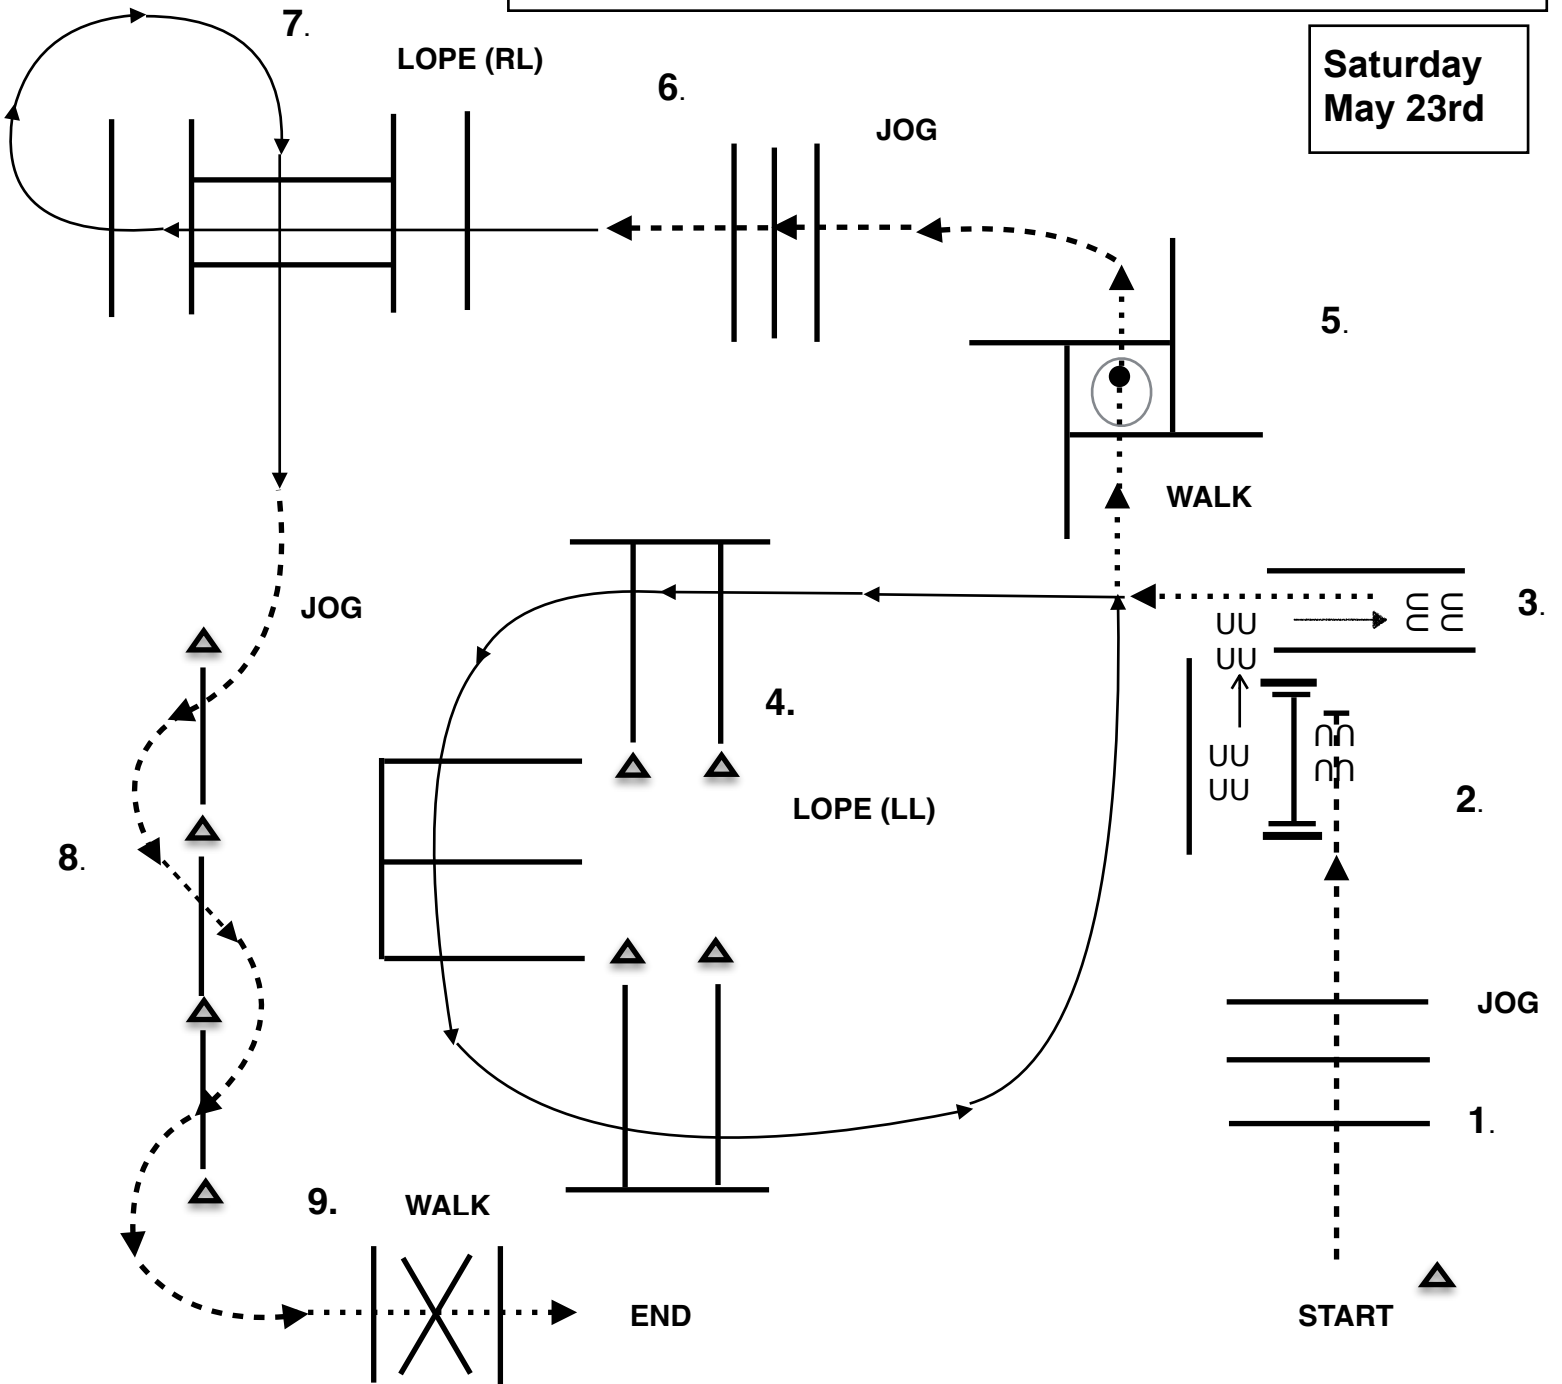 7.
LOPE (RL)
6.
JOG
Saturday
May 23rd
5.
WALK
3.
JOG
4.
LOPE (LL)
2.
8.
JOG
1.
9.
WALK
END
START